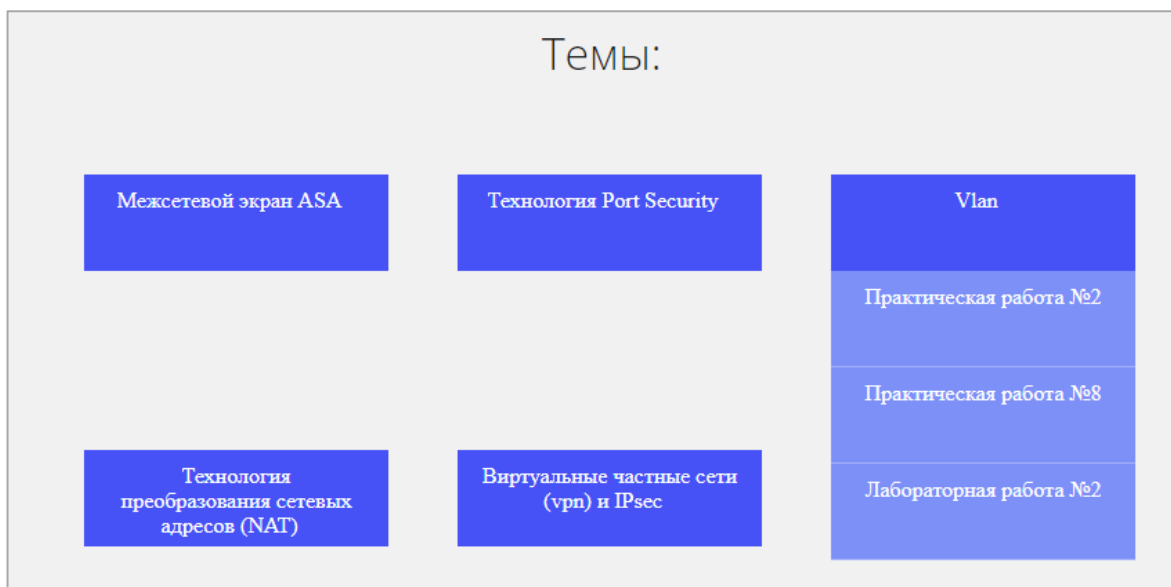 Темы:
Межсетевой экран ASA
Технология Port Security
Vlan
Практическая работа №2
Практическая работа №8
Лабораторная работа №2
Технология
преобразования сетевых
адресов (NAT)
Виртуальные частные сети
(vpn) и IPsec